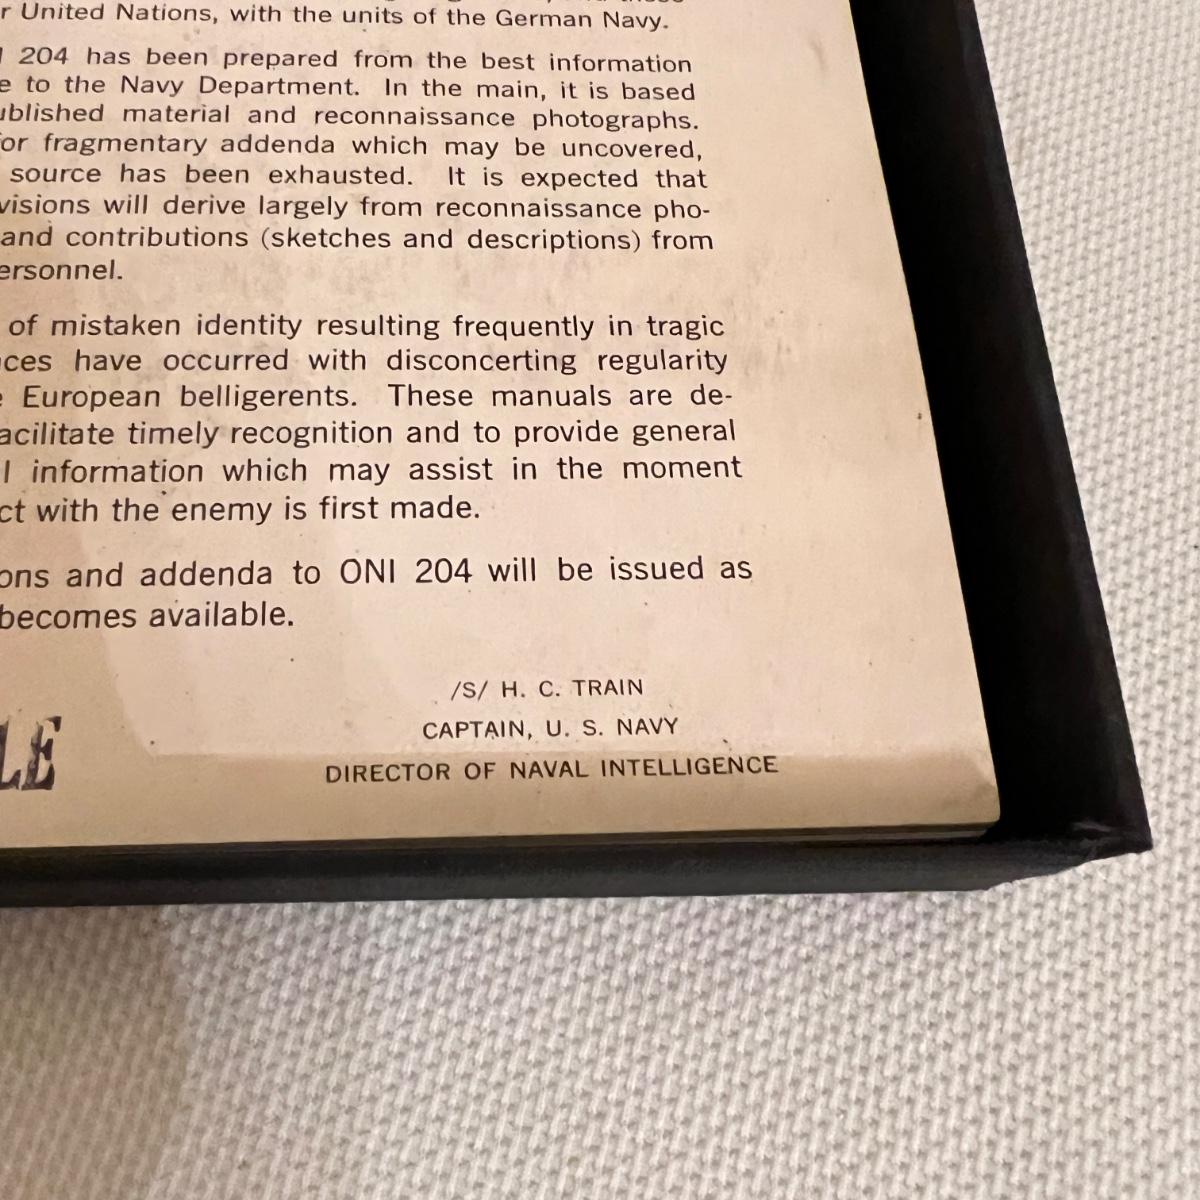 r United Nations, with the units of the German Navy.
204 has been prepared from the best information
e to the Navy Department. In the main, it is based
ublished material and reconnaissance photographs.
or fragmentary addenda which may be uncovered,
source has been exhausted. It is expected that
visions will derive largely from reconnaissance pho-
and contributions (sketches and descriptions) from
ersonnel.
of mistaken identity resulting frequently in tragic
ces have occurred with disconcerting regularity
e European belligerents. These manuals are de-
acilitate timely recognition and to provide general
l information which may assist in the moment
ct with the enemy is first made.
ons and addenda to ONI 204 will be issued as
becomes available.
/S/ H. C. TRAIN
CAPTAIN, U. S. NAVY
LE
DIRECTOR OF NAVAL INTELLIGENCE